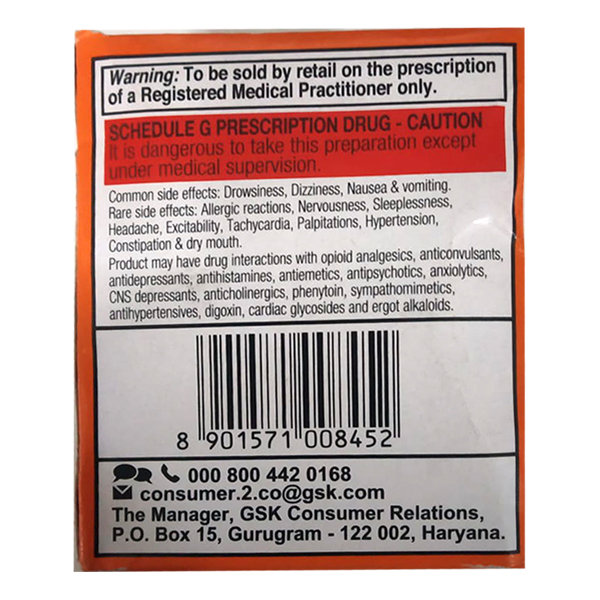 Warning: To be sold by retail on the prescription
of a Registered Medical Practitioner only.
SCHEDULE G PRESCRIPTION DRUG - CAUTION
It is dangerous to take this preparation except
under medical supervision.
Common side effects: Drowsiness, Dizziness, Nausea & vomiting.
Rare side effects: Allergic reactions, Nervousness, Sleeplessness,
Headache, Excitability, Tachycardia, Palpitations, Hypertension,
Constipation & dry mouth.
Product may have drug interactions with opioid analgesics, anticonvulsants,
antidepressants, antihistamines, antiemetics, antipsychotics, anxiolytics,
CNS depressants, anticholinergics, phenytoin, sympathomimetics,
antihypertensives, digoxin, cardiac glycosides and ergot alkaloids.
8 901571 008452
000 800 442 0168
consumer.2.co@gsk.com
The Manager, GSK Consumer Relations,
P.O. Box 15, Gurugram - 122 002, Haryana.